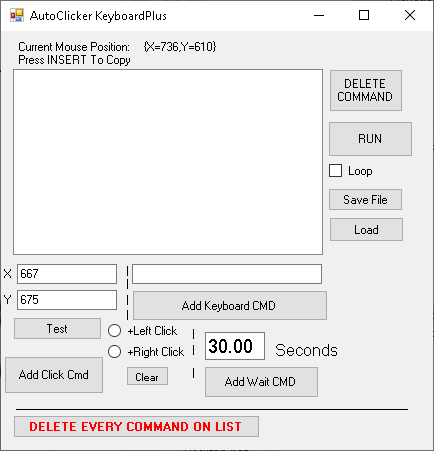 AutoClicker KeyboardPlus
Current Mouse Position: {X=736,Y=610}
Press INSERT To Copy
DELETE
COMMAND
RUN
Loop
Save File
Load
X 667
Y 675
Add Keyboard CMD
Test
+Left Click
+Right Click
30.00 Seconds
Add Click Cmd
Clear
Add Wait CMD
DELETE EVERY COMMAND ON LIST